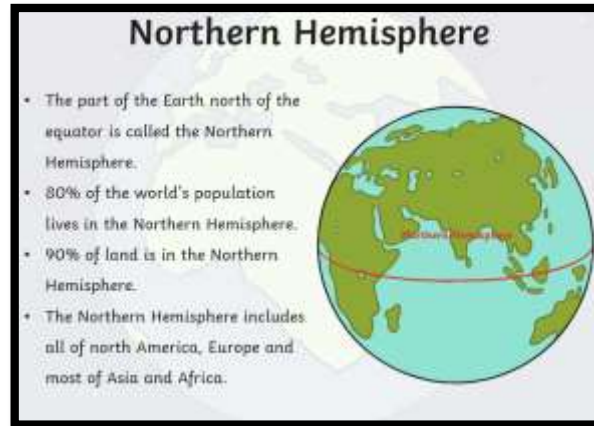 Northern Hemisphere
• The part of the Earth north of the
equator is called the Northern
Hemisphere.
• 80% of the world's population
lives in the Northern Hemisphere.
• 90% of land is in the Northern
Hemisphere.
• The Northern Hemisphere includes
all of north America, Europe and
most of Asia and Africa.
Northern Hemisphere